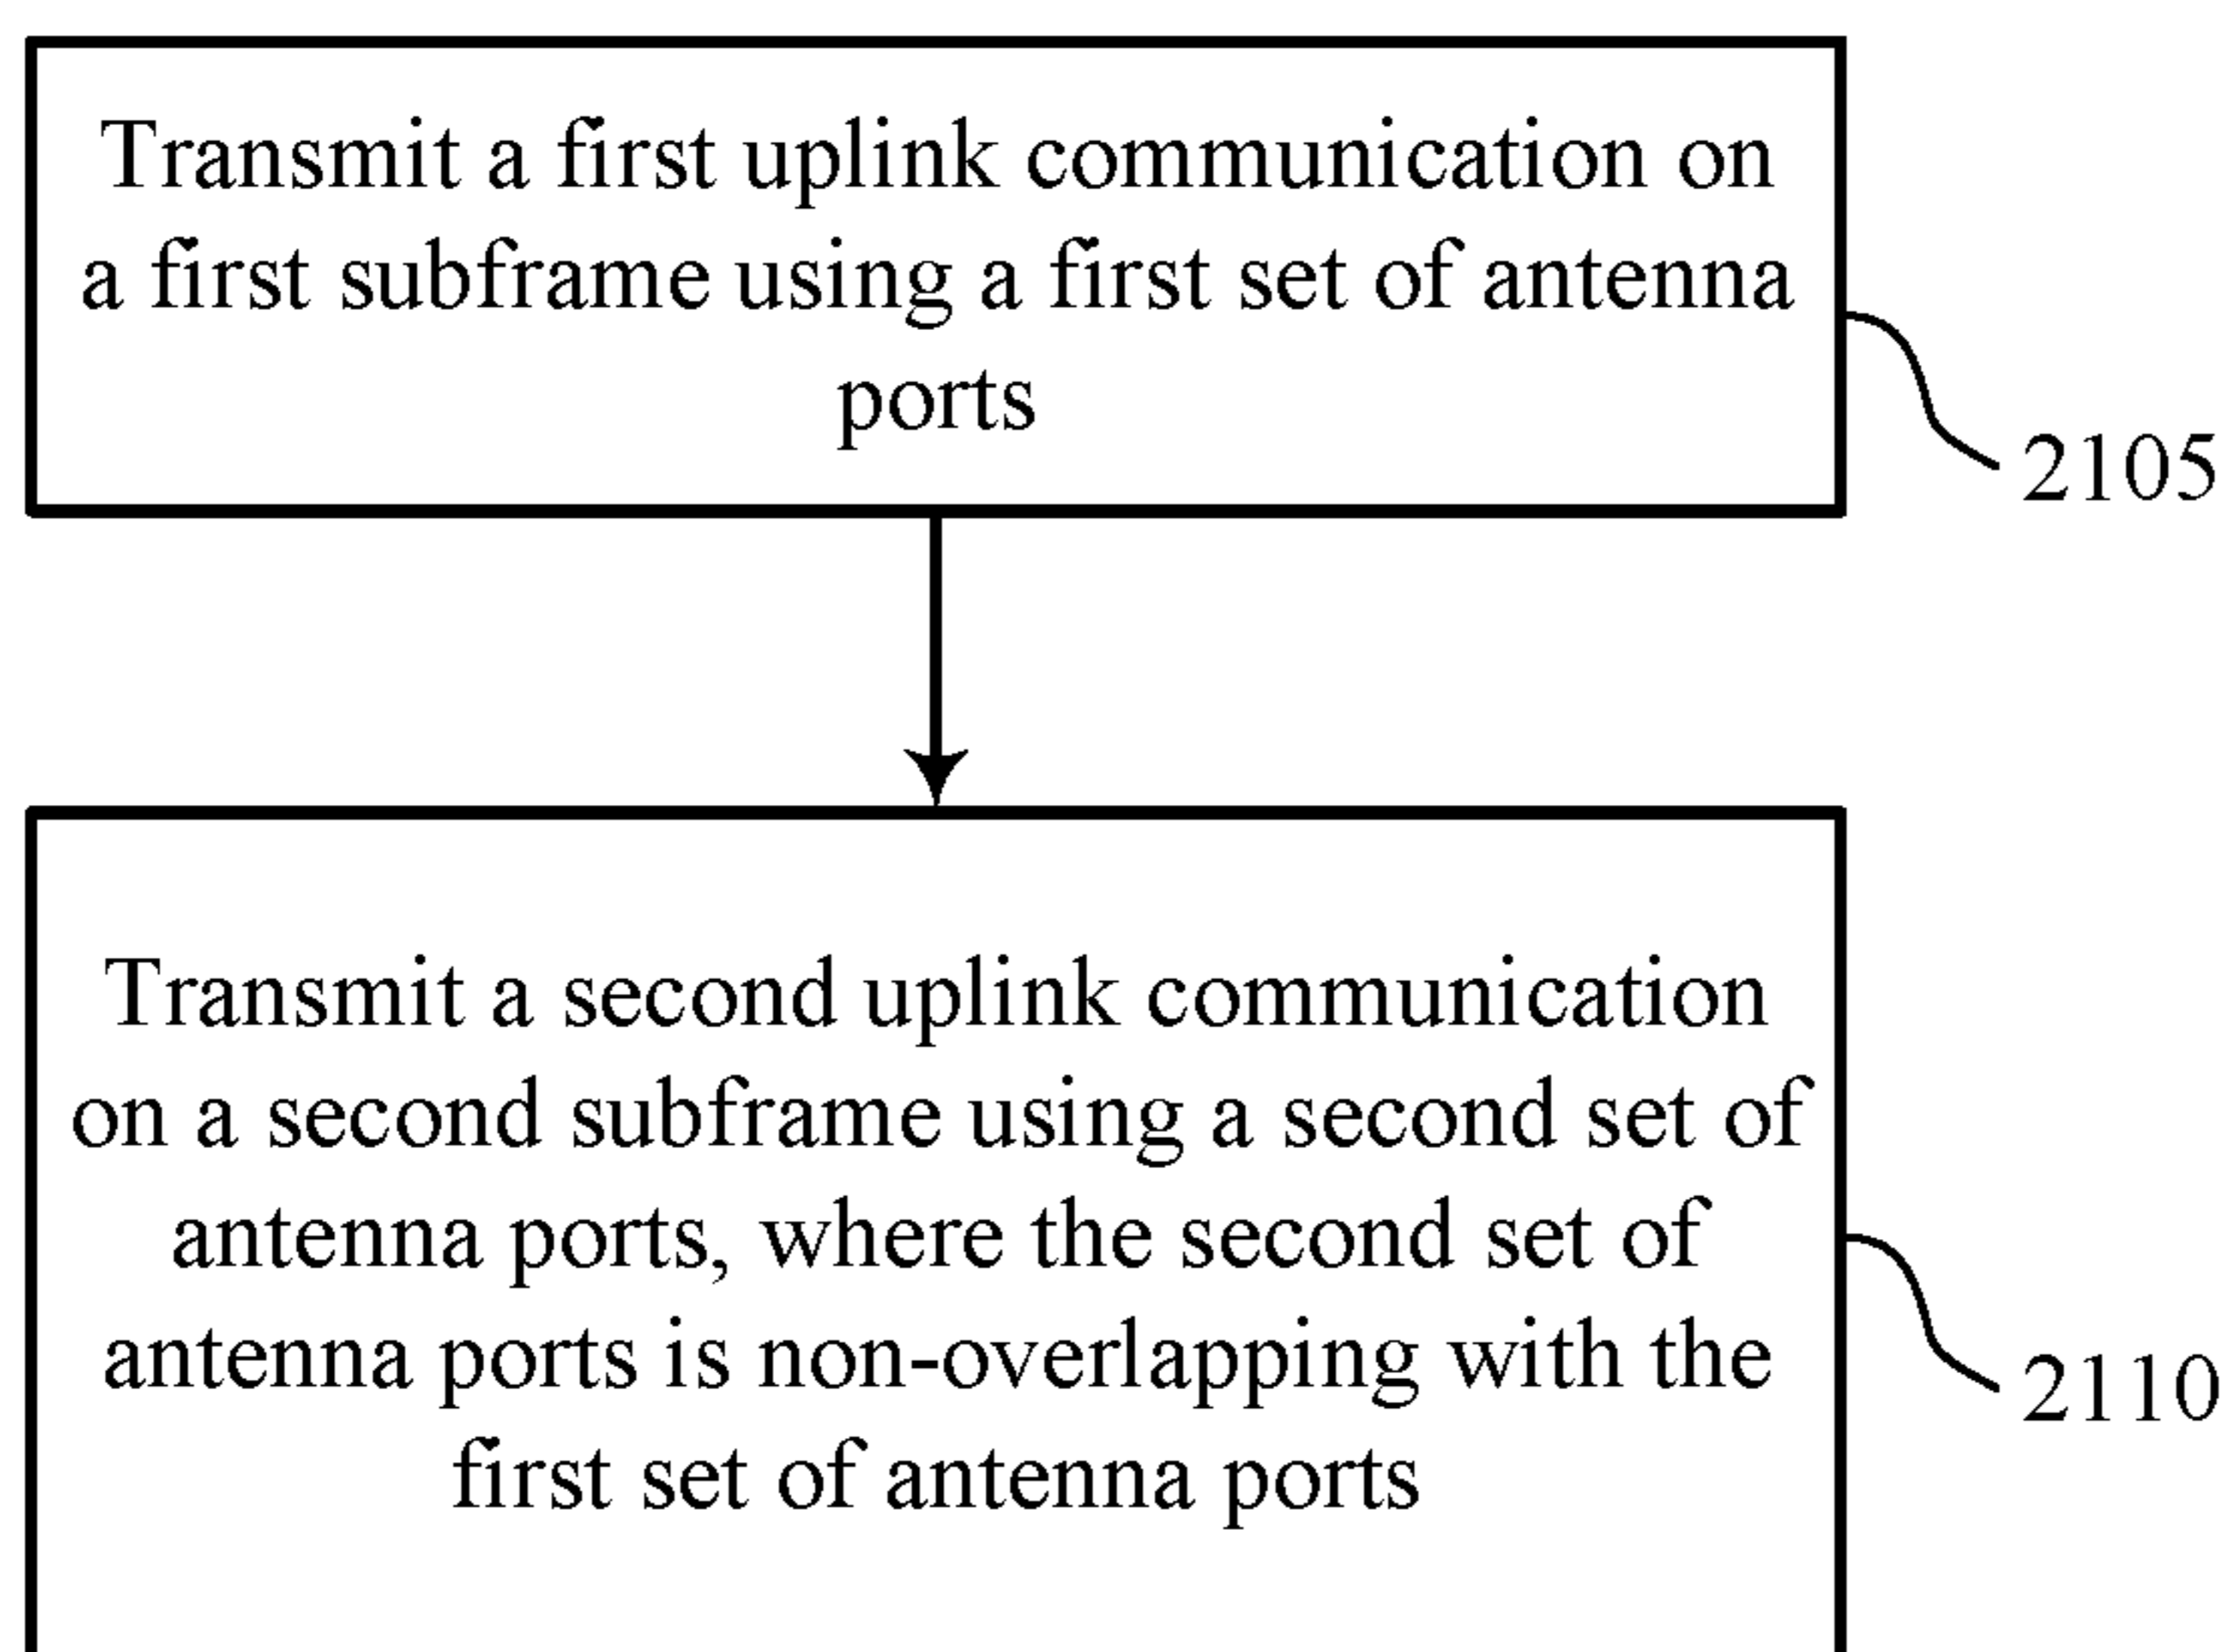 Transmit a first uplink communication on
a first subframe using a first set of antenna
ports
2105
Transmit a second uplink communication
on a second subframe using a second set of
antenna ports, where the second set of
antenna ports is non-overlapping with the
first set of antenna ports
2110